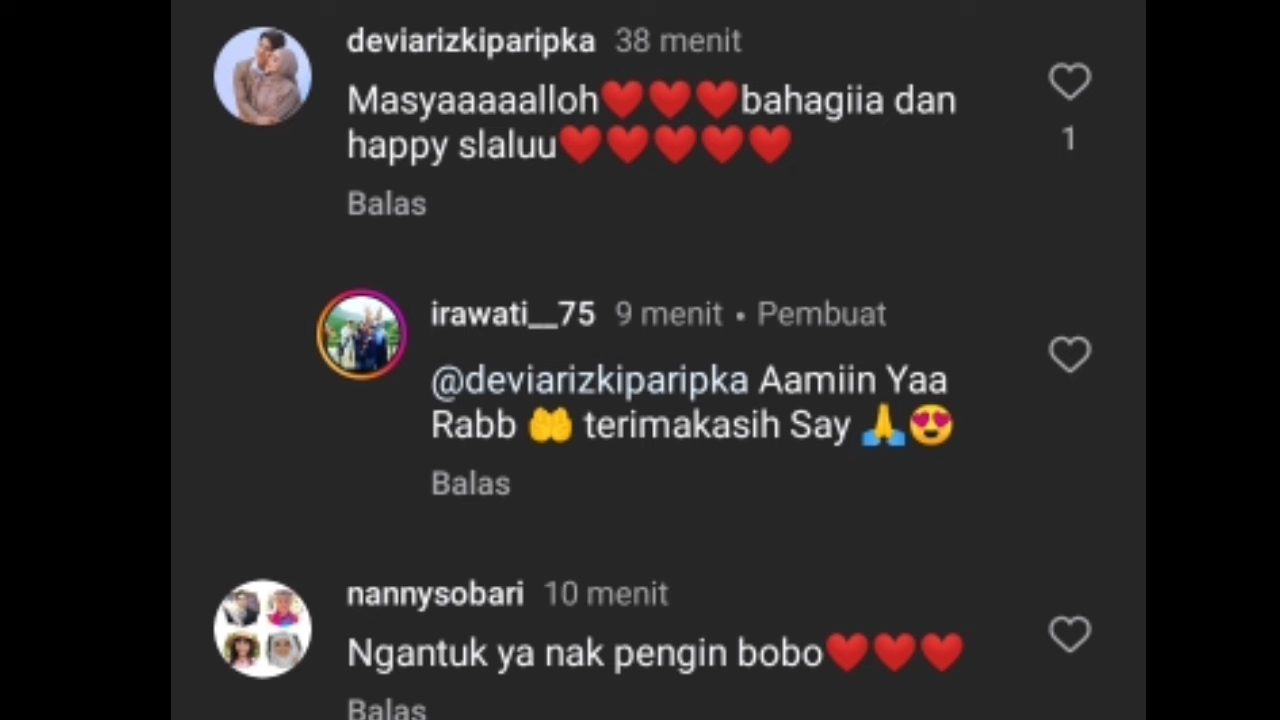 deviarizkiparipka 38 menit
Masyaaaaalloh❤️❤️❤️bahagiia dan
happy slaluu❤️❤️❤️❤️❤️
1
Balas
irawati__75 9 menit • Pembuat
@deviarizkiparipka Aamiin Yaa
Rabb 🤲 terimakasih Say 🙏😍
Balas
nannysobari 10 menit
Ngantuk ya nak pengin bobo❤️❤️❤️
Balas